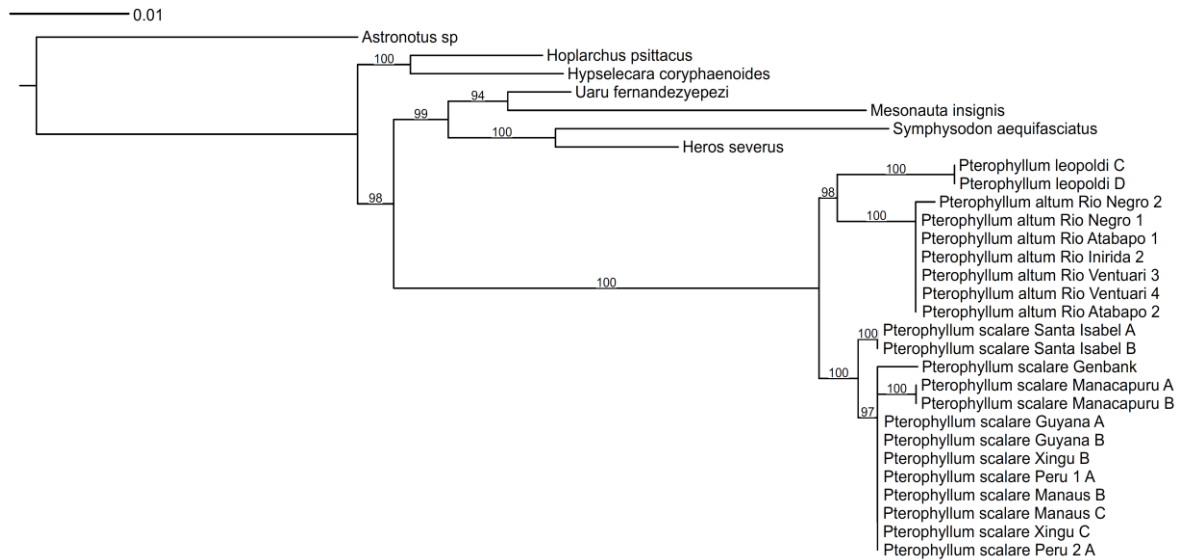 0.01
Astronotus sp
Hoplarchus psittacus
100
Hypselecara coryphaenoides
Uaru fernandezyepezi
94
Mesonauta insignis
99
Symphysodon aequifasciatus
100
Heros severus
98
Pterophyllum leopoldi C
100
Pterophyllum leopoldi D
98
Pterophyllum altum Rio Negro 2
100
Pterophyllum altum Rio Negro 1
Pterophyllum altum Rio Atabapo 1
Pterophyllum altum Rio Inirida 2
Pterophyllum altum Rio Ventuari 3
100
Pterophyllum altum Rio Ventuari 4
Pterophyllum altum Rio Atabapo 2
Pterophyllum scalare Santa Isabel A
100
Pterophyllum scalare Santa Isabel B
100
Pterophyllum scalare Genbank
Pterophyllum scalare Manacapuru A
100
Pterophyllum scalare Manacapuru B
97
Pterophyllum scalare Guyana A
Pterophyllum scalare Guyana B
Pterophyllum scalare Xingu B
Pterophyllum scalare Peru 1 A
Pterophyllum scalare Manaus B
Pterophyllum scalare Manaus C
Pterophyllum scalare Xingu C
Pterophyllum scalare Peru 2 A